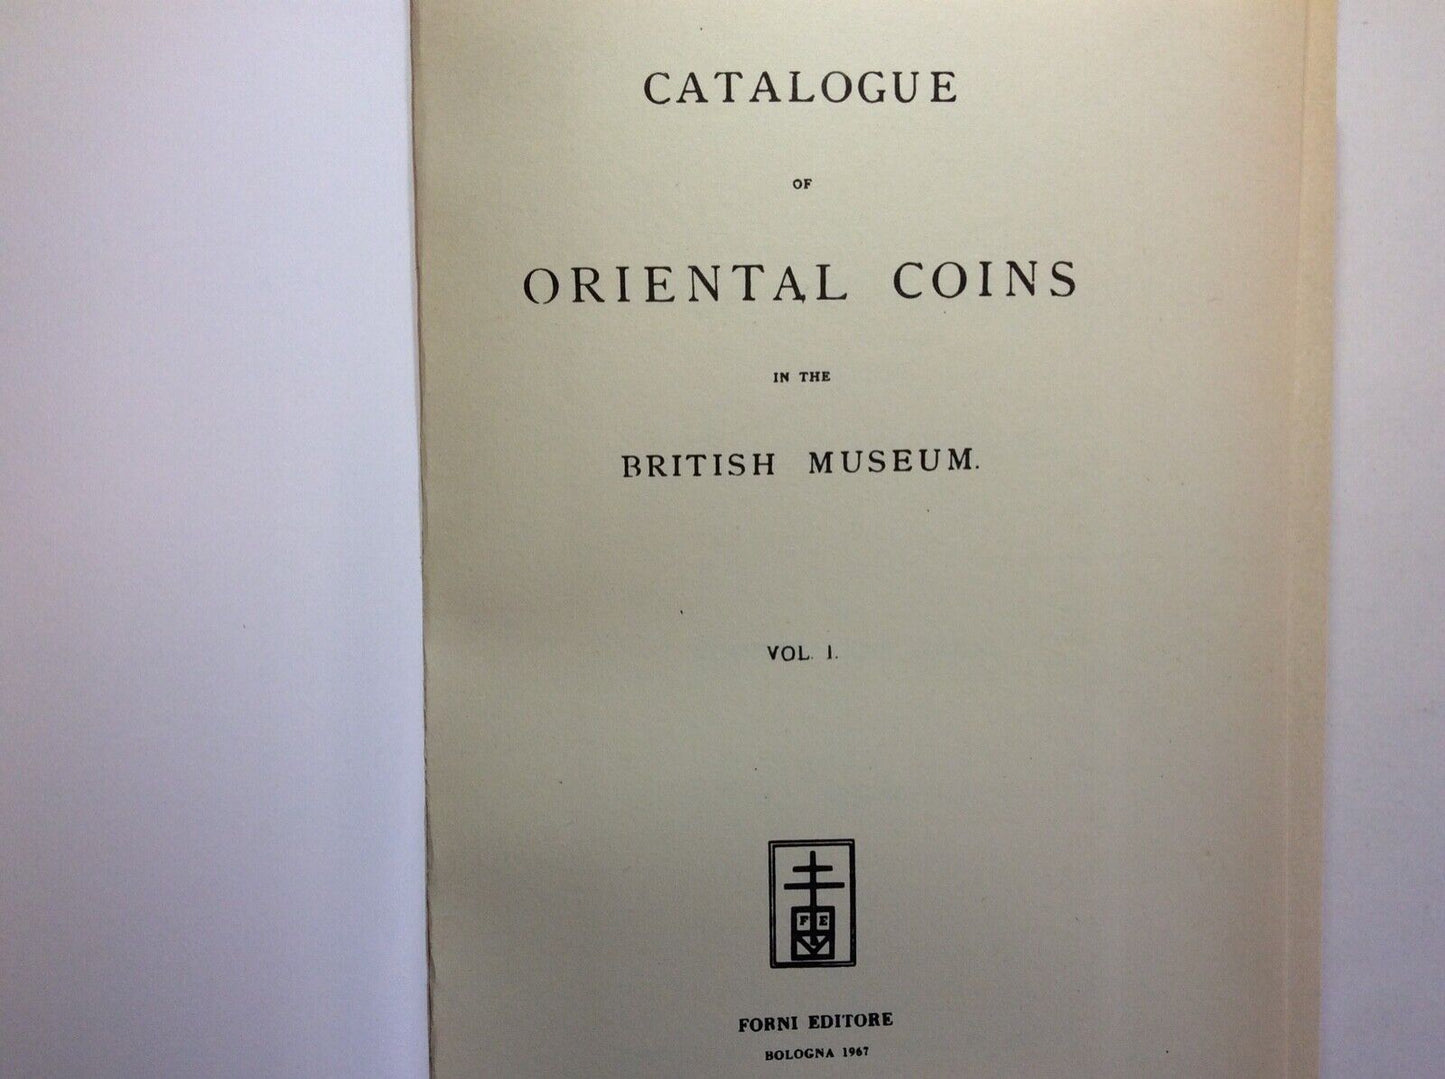 CATALOGUE
OF
ORIENTAL COINS
IN THE
BRITISH MUSEUM.
VOL. I.
F E
FORNI EDITORE
BOLOGNA 1967